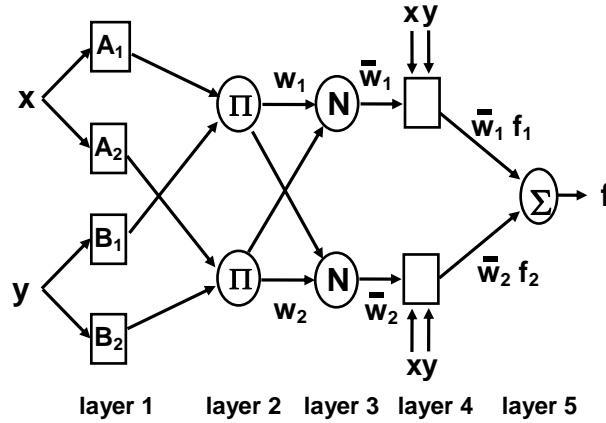 x y
A₁
w₁
w̄₁
x
Π
N
w̄₁ f₁
A₂
Σ
f
B₁
y
Π
N
w̄₂ f₂
B₂
w₂
w̄₂
xy
layer 1
layer 2
layer 3
layer 4
layer 5